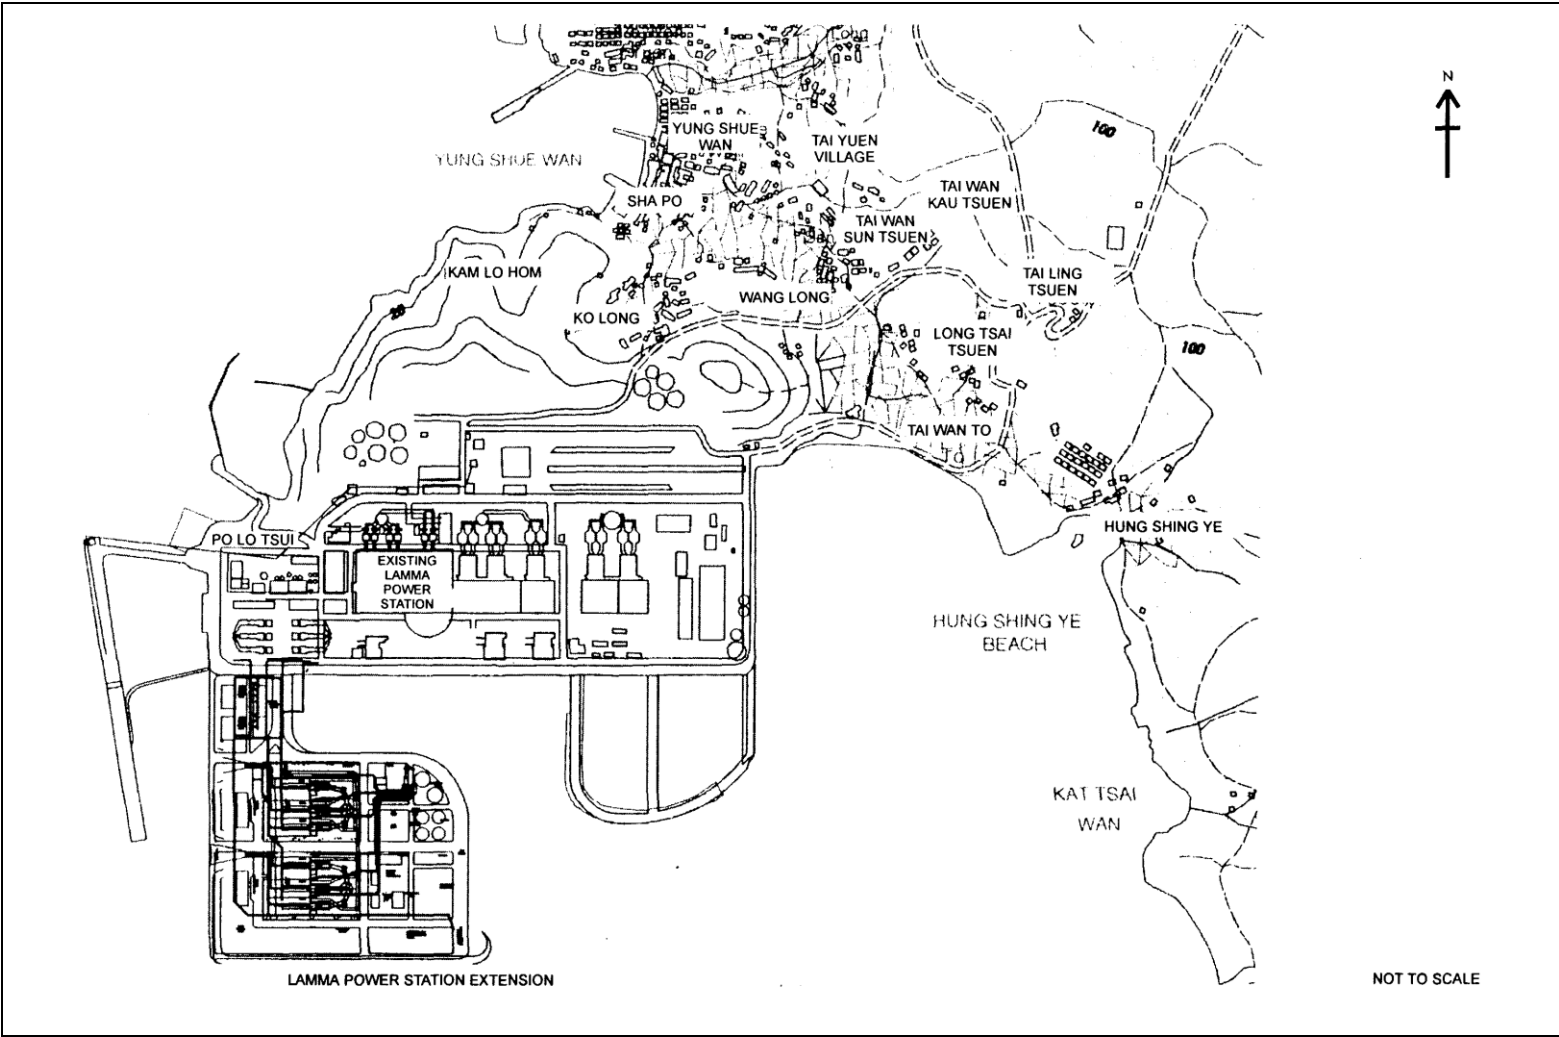 N
100
YUNG SHUE
WAN
TAI YUEN
VILLAGE
YUNG SHUE WAN
TAI WAN
KAU TSUEN
SHA PO
TAI WAN
SUN TSUEN
KAM LO HOM
TAI LING
TSUEN
WANG LONG
20
KO LONG
LONG TSAI
TSUEN
100
TAI WAN TO
PO LO TSUI
HUNG SHING YE
EXISTING
LAMMA
POWER
STATION
HUNG SHING YE
BEACH
KAT TSAI
WAN
LAMMA POWER STATION EXTENSION
NOT TO SCALE